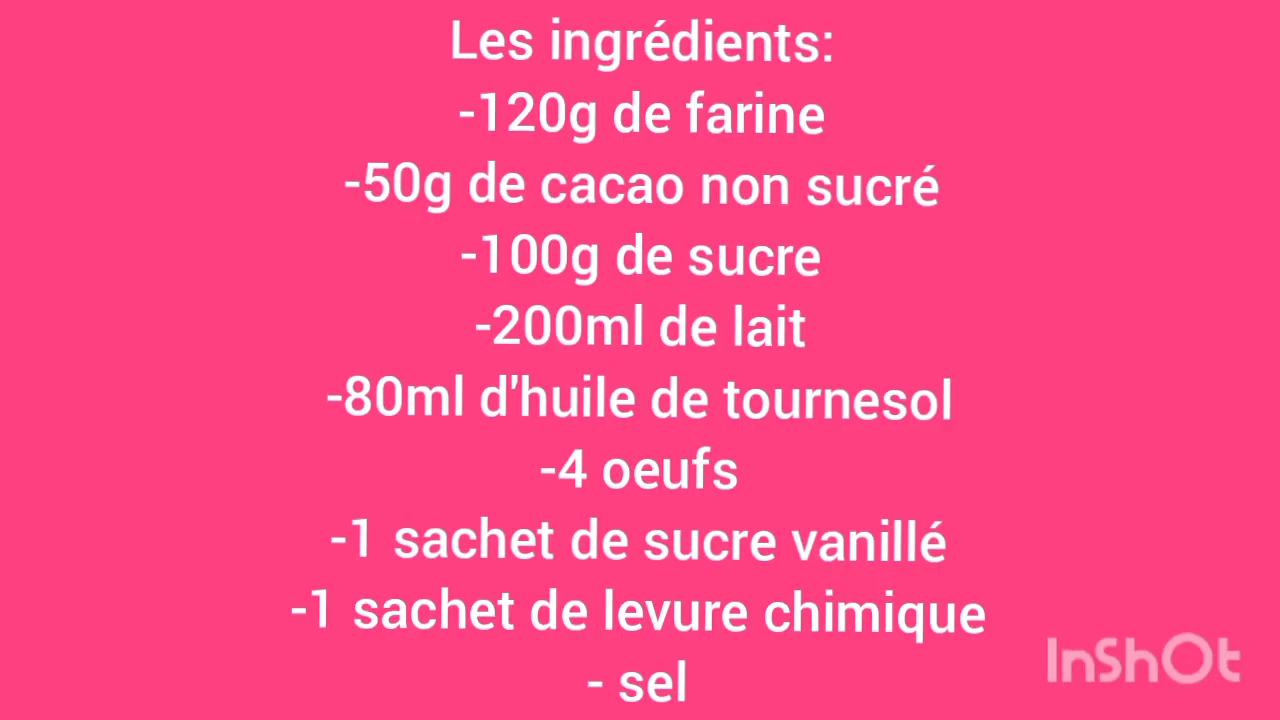 Les ingrédients:
-120g de farine
-50g de cacao non sucré
-100g de sucre
-200ml de lait
-80ml d'huile de tournesol
-4 oeufs
-1 sachet de sucre vanillé
-1 sachet de levure chimique
- sel
InShOt